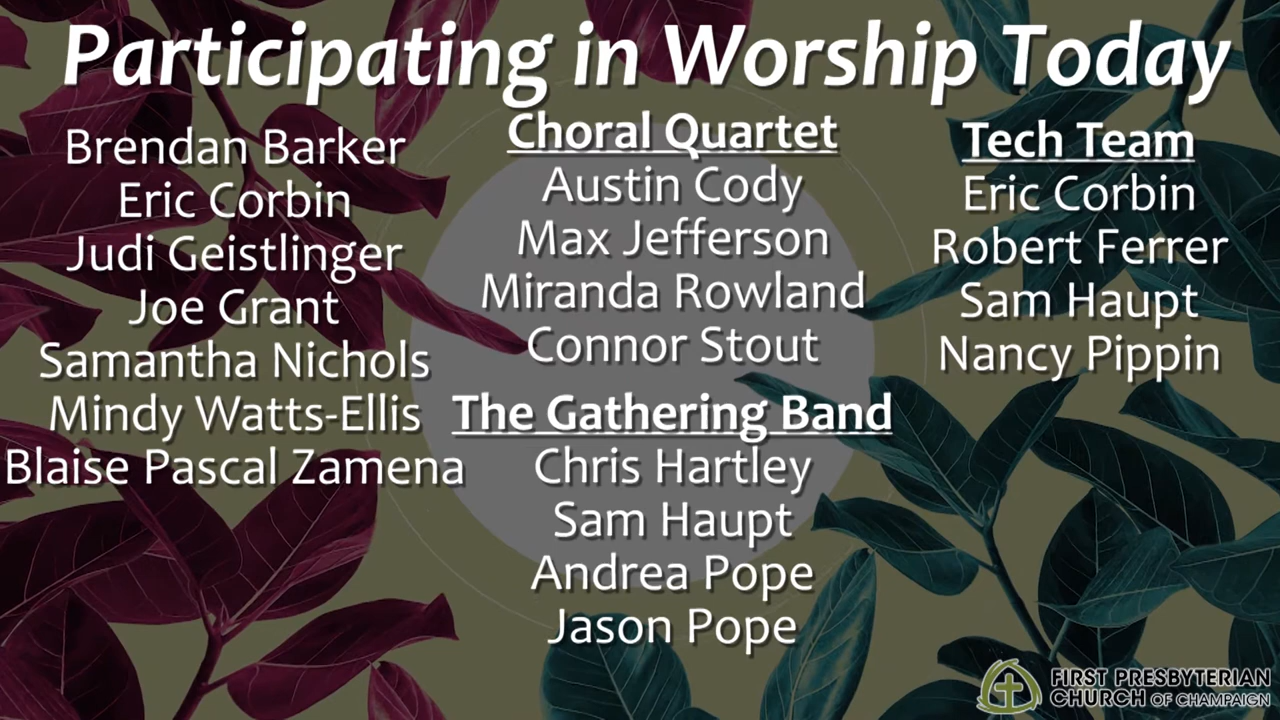 Participating in Worship Today
Brendan Barker
Eric Corbin
Judi Geistlinger
Joe Grant
Samantha Nichols
Mindy Watts-Ellis
Blaise Pascal Zamena
Choral Quartet
Austin Cody
Max Jefferson
Miranda Rowland
Connor Stout
The Gathering Band
Chris Hartley
Sam Haupt
Andrea Pope
Jason Pope
Tech Team
Eric Corbin
Robert Ferrer
Sam Haupt
Nancy Pippin
FIRST PRESBYTERIAN
CHURCH OF CHAMPAIGN